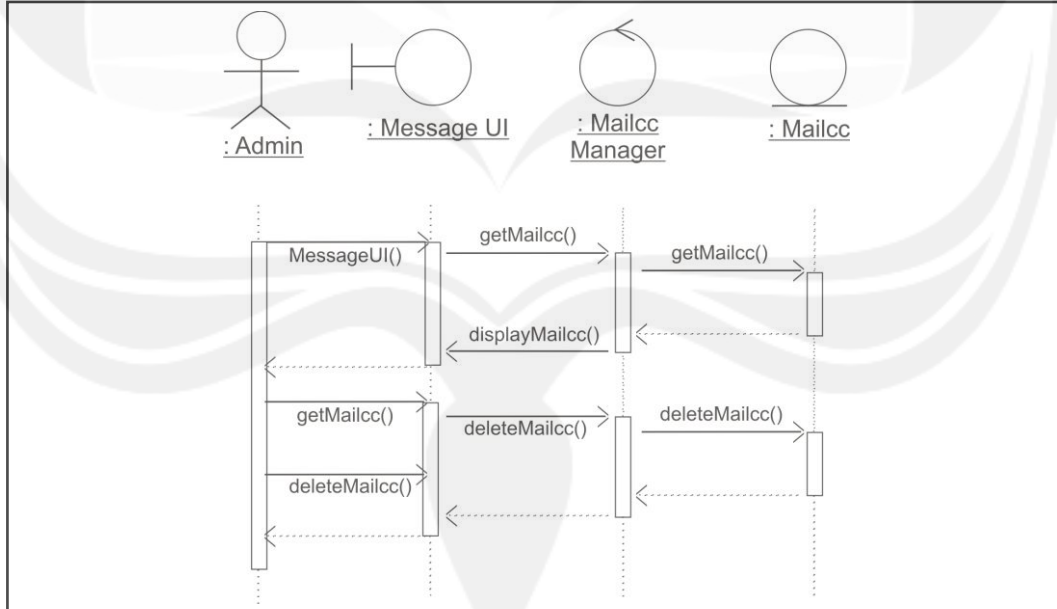 : Admin
: Message UI
: Mailcc
Manager
: Mailcc
MessageUI()
getMailcc()
getMailcc()
displayMailcc()
getMailcc()
deleteMailcc()
deleteMailcc()
deleteMailcc()